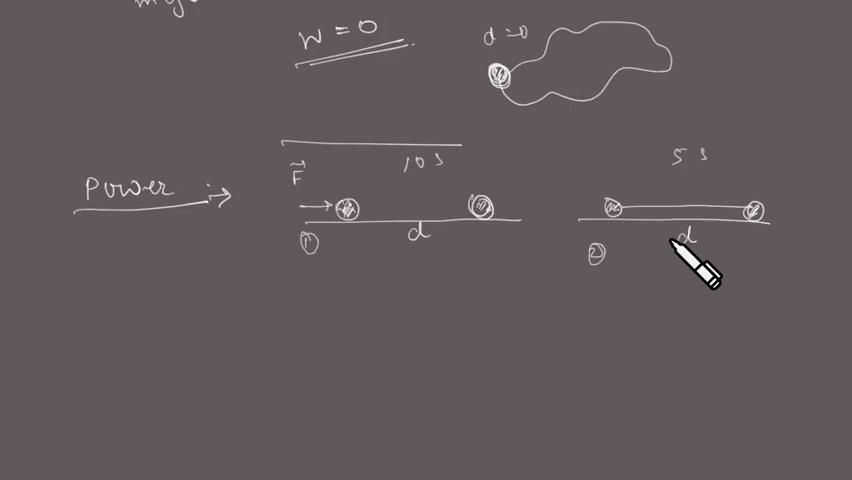 W = 0
d = 0
10 s
5 s
F
Power →
d
d
①
②